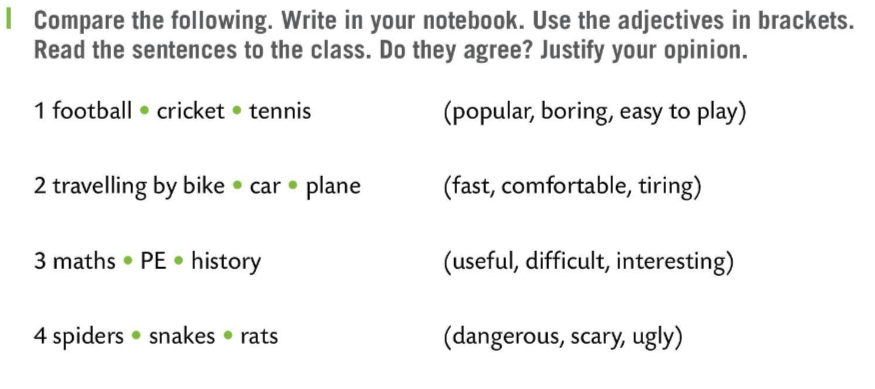 Compare the following. Write in your notebook. Use the adjectives in brackets.
Read the sentences to the class. Do they agree? Justify your opinion.
1 football • cricket • tennis (popular, boring, easy to play)
2 travelling by bike • car • plane (fast, comfortable, tiring)
3 maths • PE • history (useful, difficult, interesting)
4 spiders • snakes • rats (dangerous, scary, ugly)